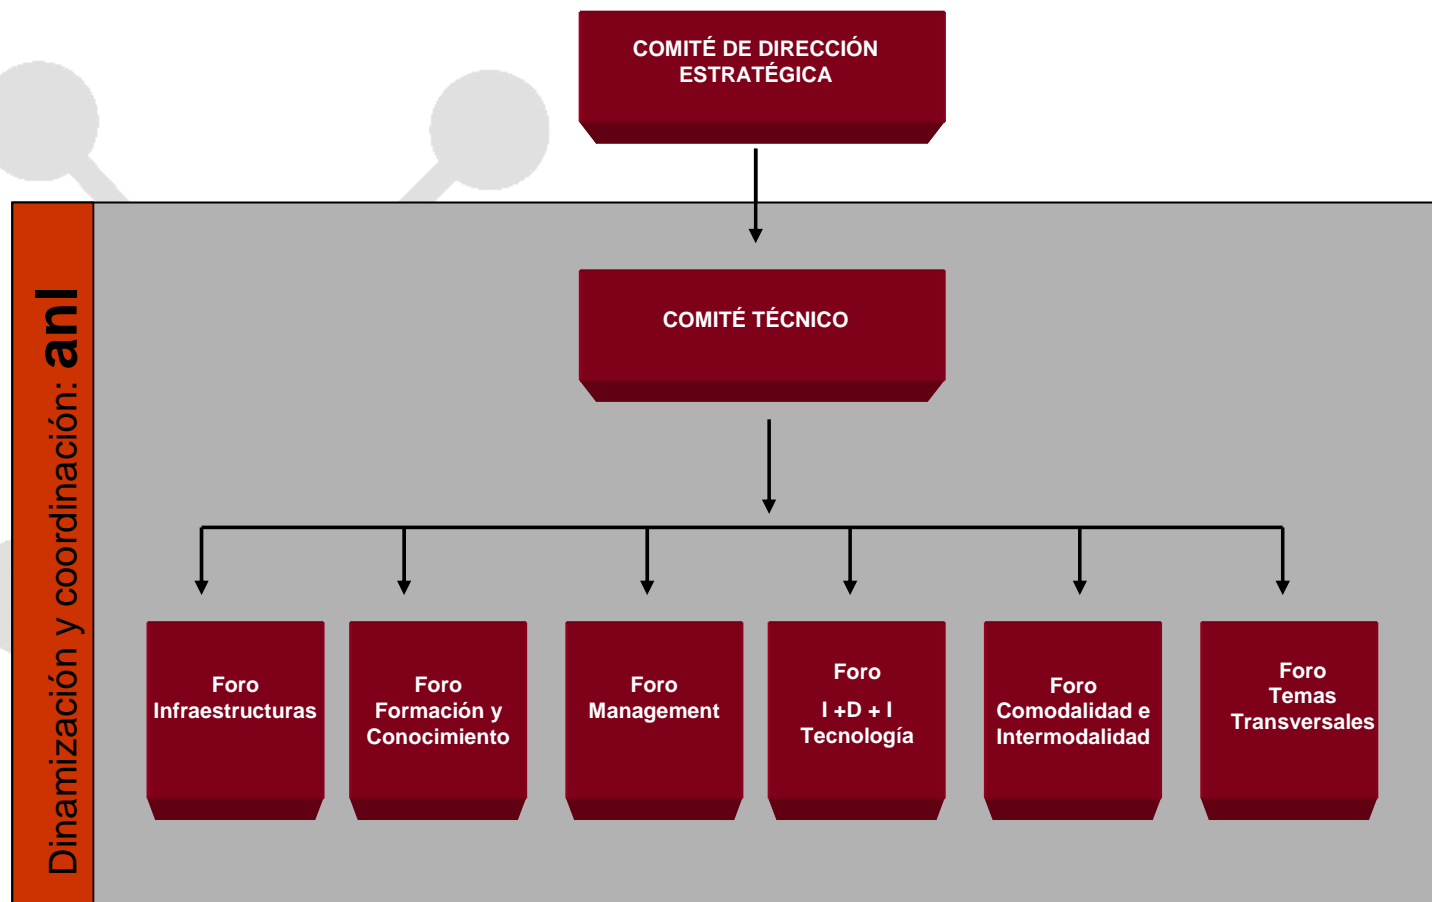 COMITÉ DE DIRECCIÓN
ESTRATÉGICA
Dinamización y coordinación: anl
COMITÉ TÉCNICO
Foro
Infraestructuras
Foro
Formación y
Conocimiento
Foro
Management
Foro
I +D + I
Tecnología
Foro
Comodalidad e
Intermodalidad
Foro
Temas
Transversales